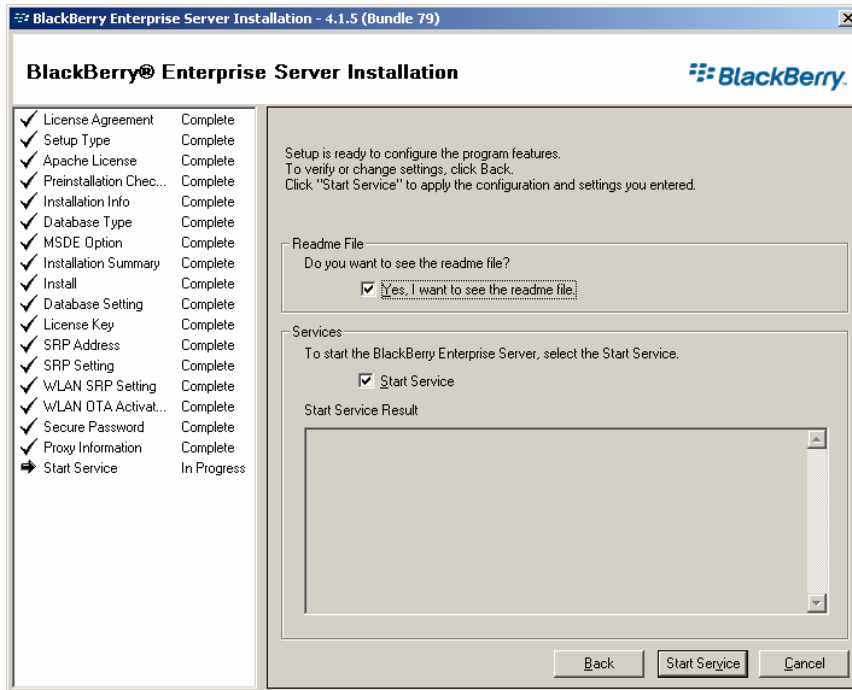 BlackBerry Enterprise Server Installation - 4.1.5 (Bundle 79)
BlackBerry® Enterprise Server Installation
BlackBerry.
License Agreement Complete
Setup Type Complete
Apache License Complete
Preinstallation Chec... Complete
Installation Info Complete
Database Type Complete
MSDE Option Complete
Installation Summary Complete
Install Complete
Database Setting Complete
License Key Complete
SRP Address Complete
SRP Setting Complete
WLAN SRP Setting Complete
WLAN OTA Activat... Complete
Secure Password Complete
Proxy Information Complete
Start Service In Progress
Setup is ready to configure the program features.
To verify or change settings, click Back.
Click "Start Service" to apply the configuration and settings you entered.
Readme File
Do you want to see the readme file?
Yes, I want to see the readme file.
Services
To start the BlackBerry Enterprise Server, select the Start Service.
Start Service
Start Service Result
Back Start Service Cancel